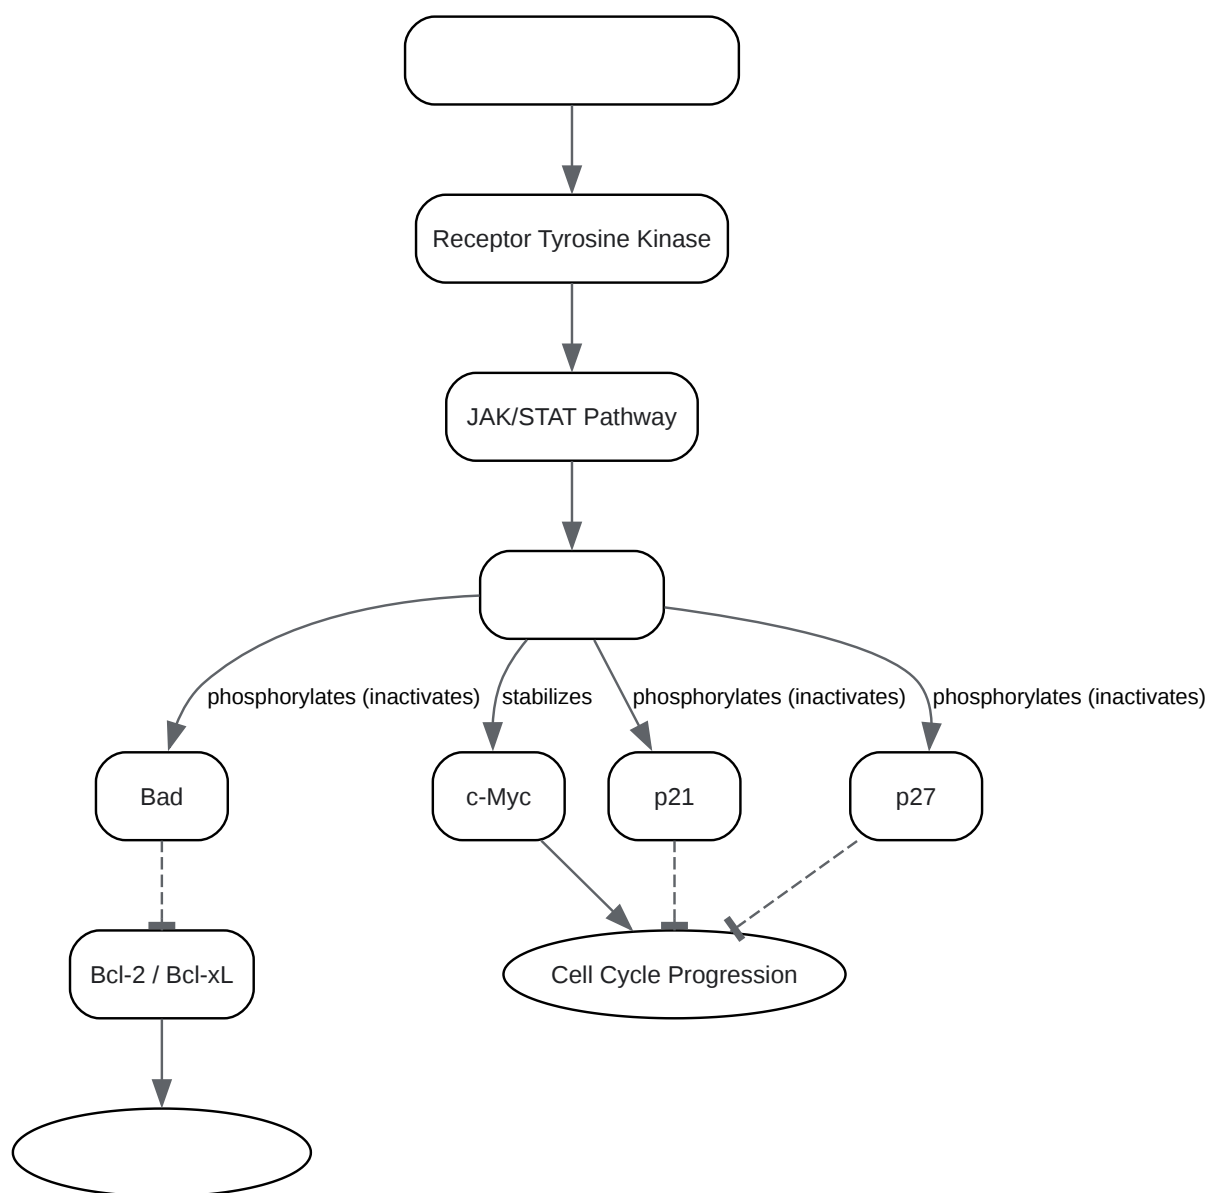 Receptor Tyrosine Kinase
JAK/STAT Pathway
phosphorylates (inactivates)
stabilizes
phosphorylates (inactivates)
phosphorylates (inactivates)
Bad
c-Myc
p21
p27
Bcl-2 / Bcl-xL
Cell Cycle Progression